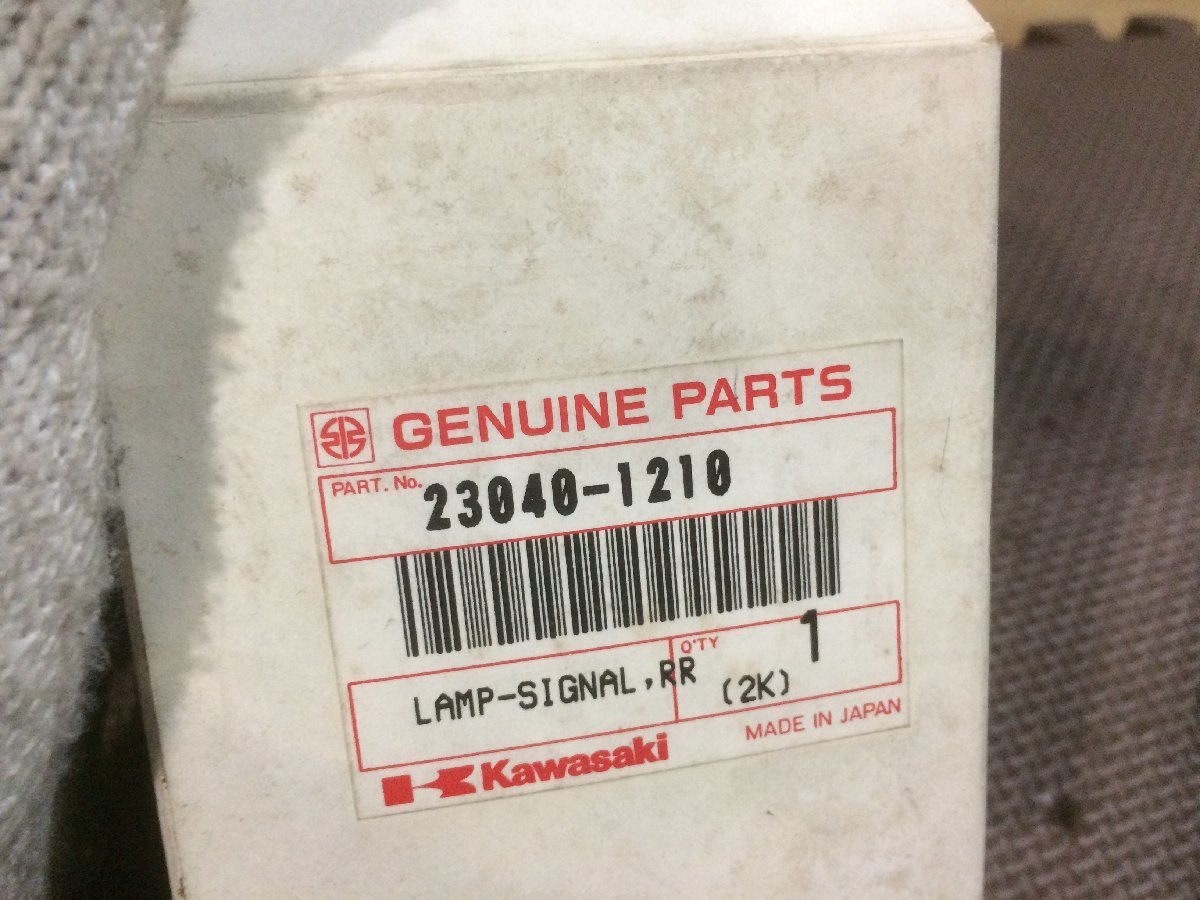 GENUINE PARTS
PART. No. 23040-1210
Q'TY 1
LAMP-SIGNAL,RR (2K)
Kawasaki MADE IN JAPAN